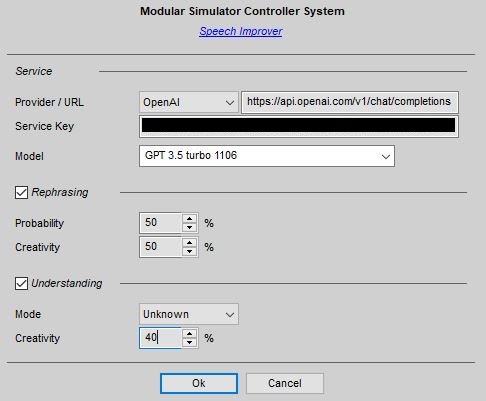 Modular Simulator Controller System
Speech Improver
Service
Provider / URL OpenAI https://api.openai.com/v1/chat/completions
Service Key
Model GPT 3.5 turbo 1106
Rephrasing
Probability 50 %
Creativity 50 %
Understanding
Mode Unknown
Creativity 40 %
Ok Cancel